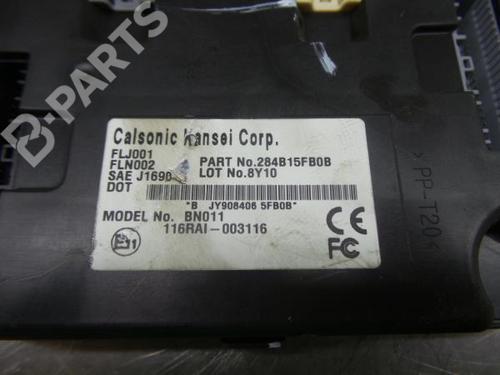 B-PARTS
Calsonic Kansei Corp.
FLJ001
FLN002 PART No.284B15FB0B
SAE J1690 LOT No.8Y10
DOT
"B JY908406 5FB0B"
MODEL No. BN011
116RAI-003116
E1
CE
FC
>PP-T20<